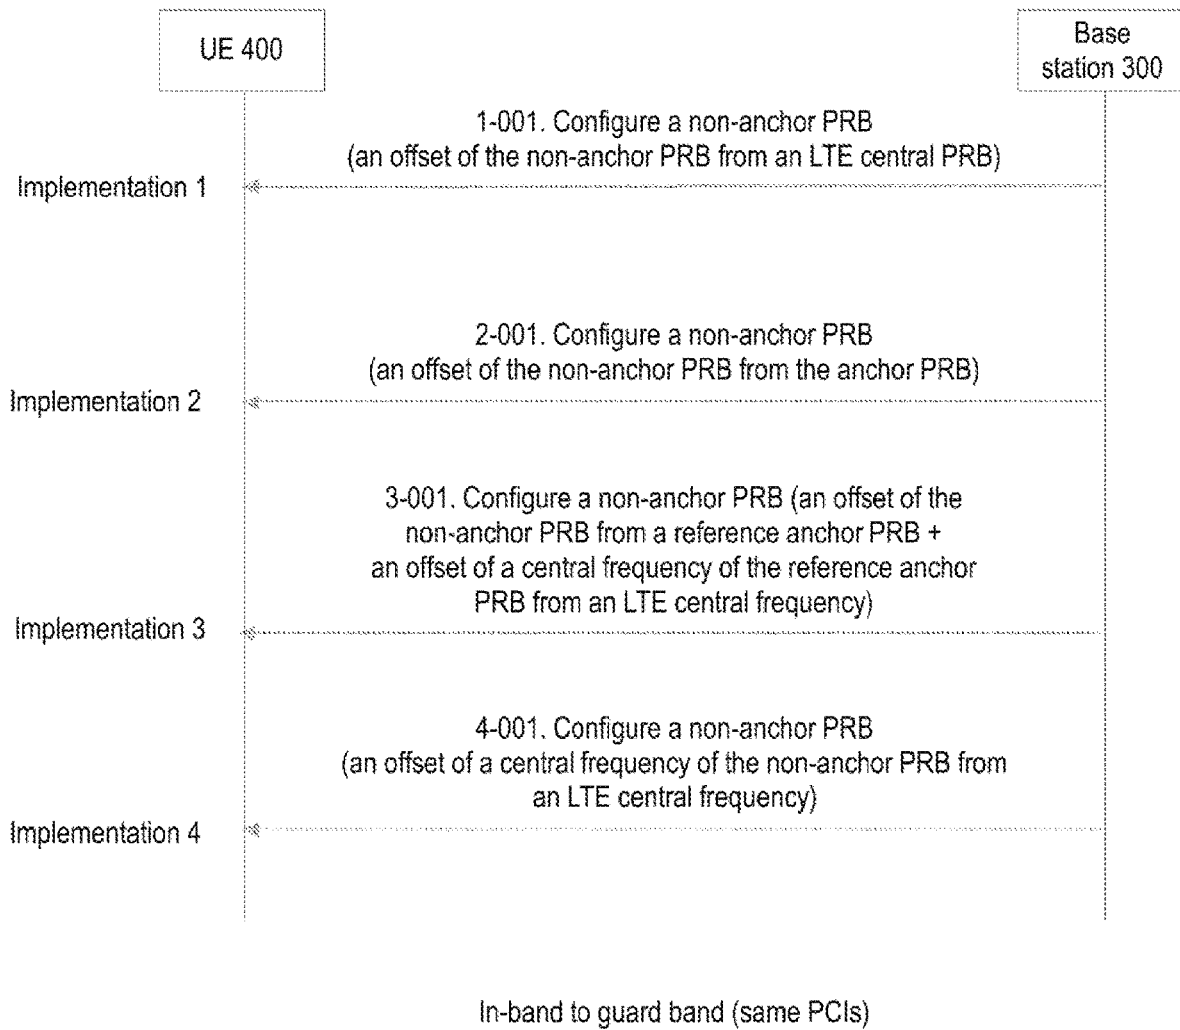 UE 400
Base
station 300
1-001. Configure a non-anchor PRB
(an offset of the non-anchor PRB from an LTE central PRB)
Implementation 1
2-001. Configure a non-anchor PRB
(an offset of the non-anchor PRB from the anchor PRB)
Implementation 2
3-001. Configure a non-anchor PRB (an offset of the
non-anchor PRB from a reference anchor PRB +
an offset of a central frequency of the reference anchor
PRB from an LTE central frequency)
Implementation 3
4-001. Configure a non-anchor PRB
(an offset of a central frequency of the non-anchor PRB from
an LTE central frequency)
Implementation 4
In-band to guard band (same PCIs)